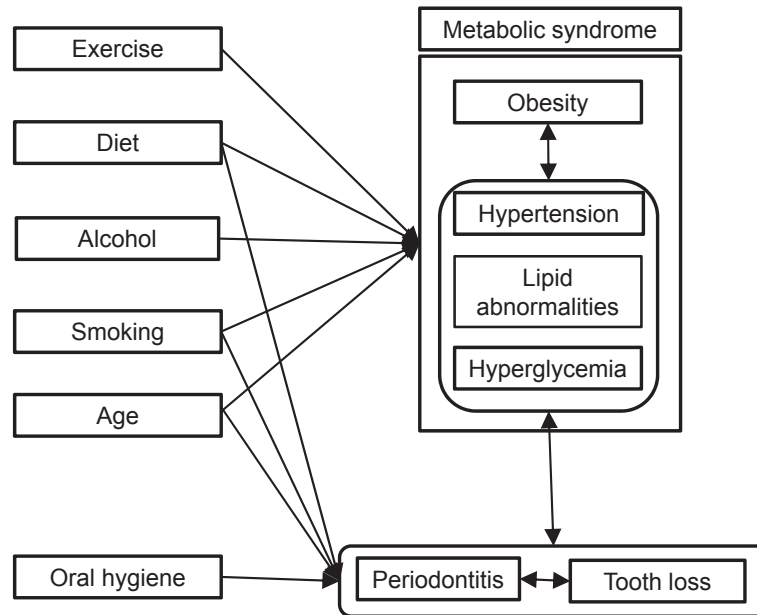 Exercise
Diet
Alcohol
Smoking
Age
Oral hygiene
Metabolic syndrome
Obesity
Hypertension
Lipid
abnormalities
Hyperglycemia
Periodontitis
Tooth loss